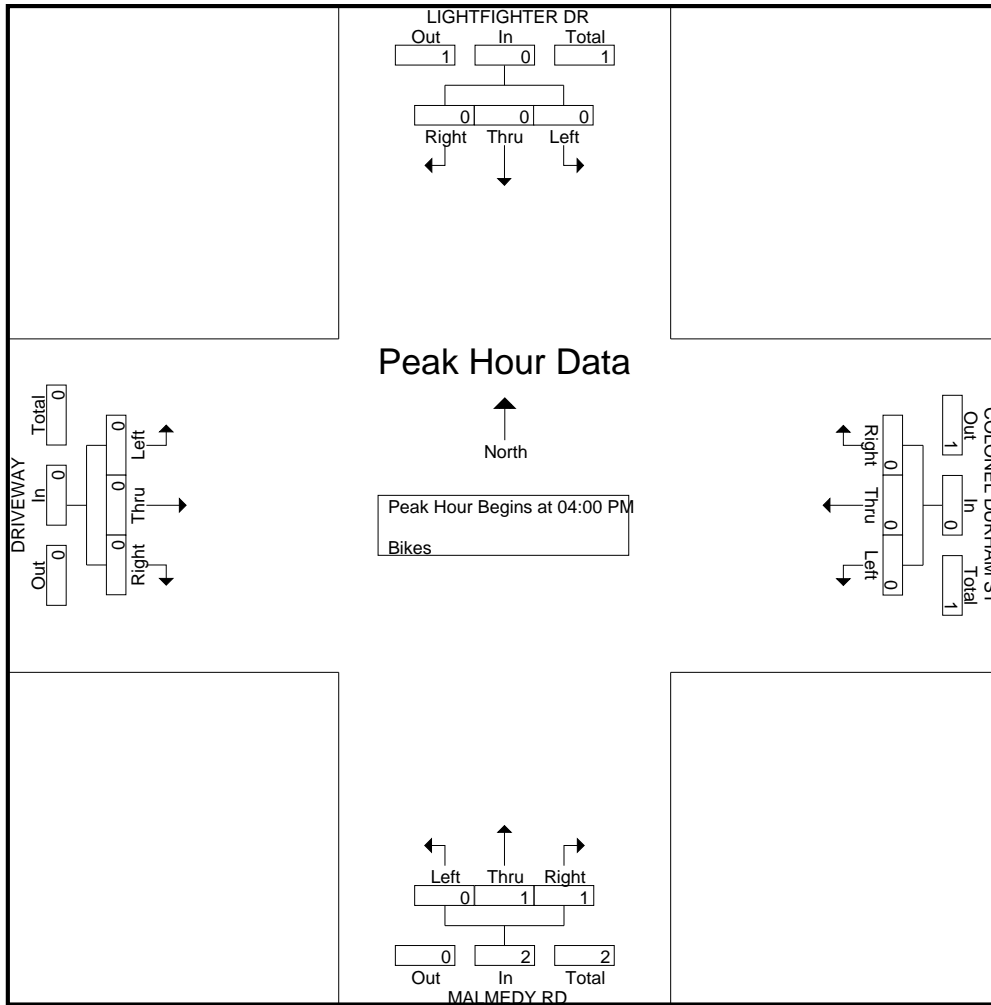 LIGHTFIGHTER DR
Out In Total
1 0 1
0 0 0
Right Thru Left
Peak Hour Data
North
Peak Hour Begins at 04:00 PM
Bikes
DRIVEWAY
Out In Total
0 0 0
0 0 0
Right Thru Left
COLONEL DURHAM ST
Out In Total
1 0 1
Right Thru Left
0 0 0
Left Thru Right
0 1 1
0 2 2
Out In Total
MALMEDY RD